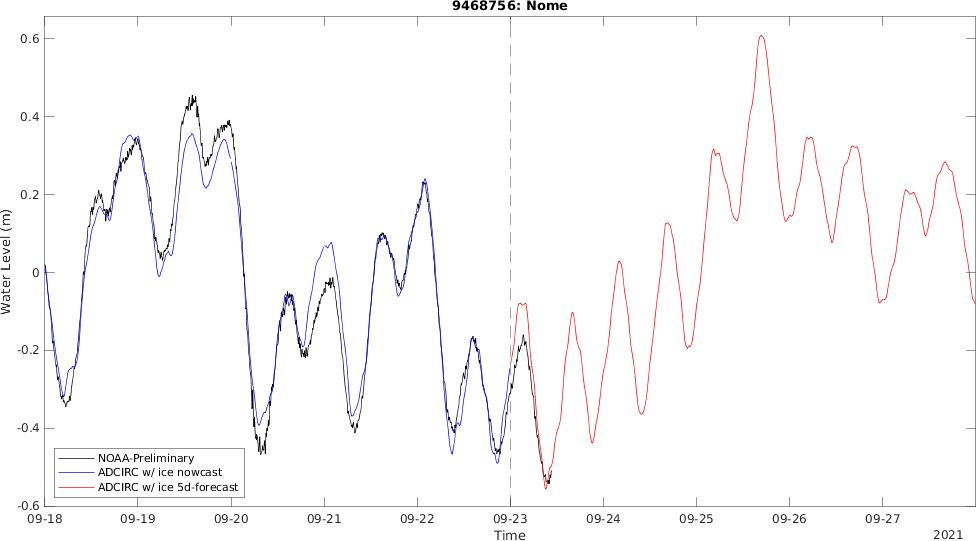 9468756: Nome
0.6
0.4
0.2
0
-0.2
-0.4
-0.6
Water Level (m)
NOAA-Preliminary
ADCIRC w/ ice nowcast
ADCIRC w/ ice 5d-forecast
09-18 09-19 09-20 09-21 09-22 09-23 09-24 09-25 09-26 09-27
Time
2021